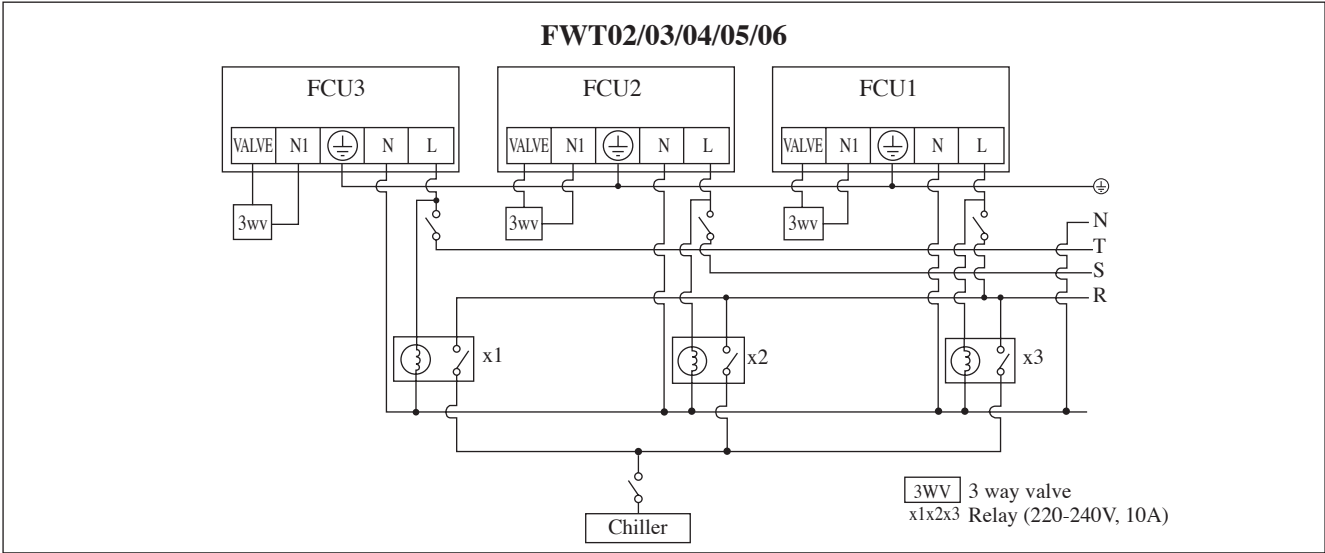 FWT02/03/04/05/06
FCU3 FCU2 FCU1
VALVE N1 N L VALVE N1 N L VALVE N1 N L
3wv 3wv 3wv
N
T
S
R
x1 x2 x3
3WV 3 way valve
x1x2x3 Relay (220-240V, 10A)
Chiller